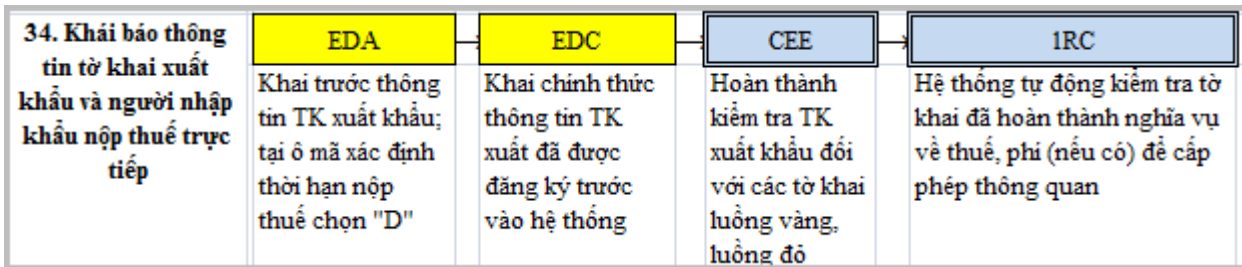 34. Khái báo thông
tin tờ khai xuất
khẩu và người nhập
khẩu nộp thuế trực
tiếp
EDA
Khai trước thông
tin TK xuất khẩu;
tại ô mã xác định
thời hạn nộp
thuế chọn "D"
EDC
Khai chính thức
thông tin TK
xuất đã được
đăng ký trước
vào hệ thống
CEE
Hoàn thành
kiểm tra TK
xuất khẩu đối
với các tờ khai
luồng vàng,
luồng đỏ
1RC
Hệ thống tự động kiểm tra tờ
khai đã hoàn thành nghĩa vụ
về thuế, phí (nếu có) để cấp
phép thông quan